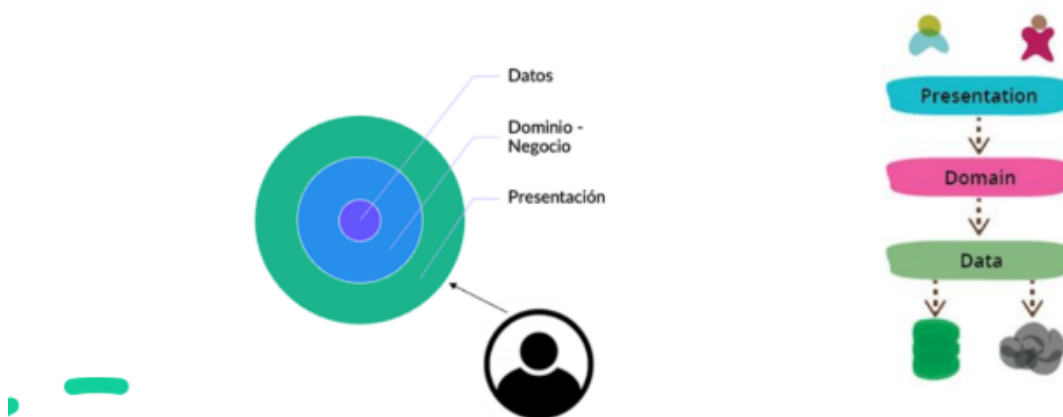 Datos
Dominio -
Negocio
Presentación
Presentation
Domain
Data